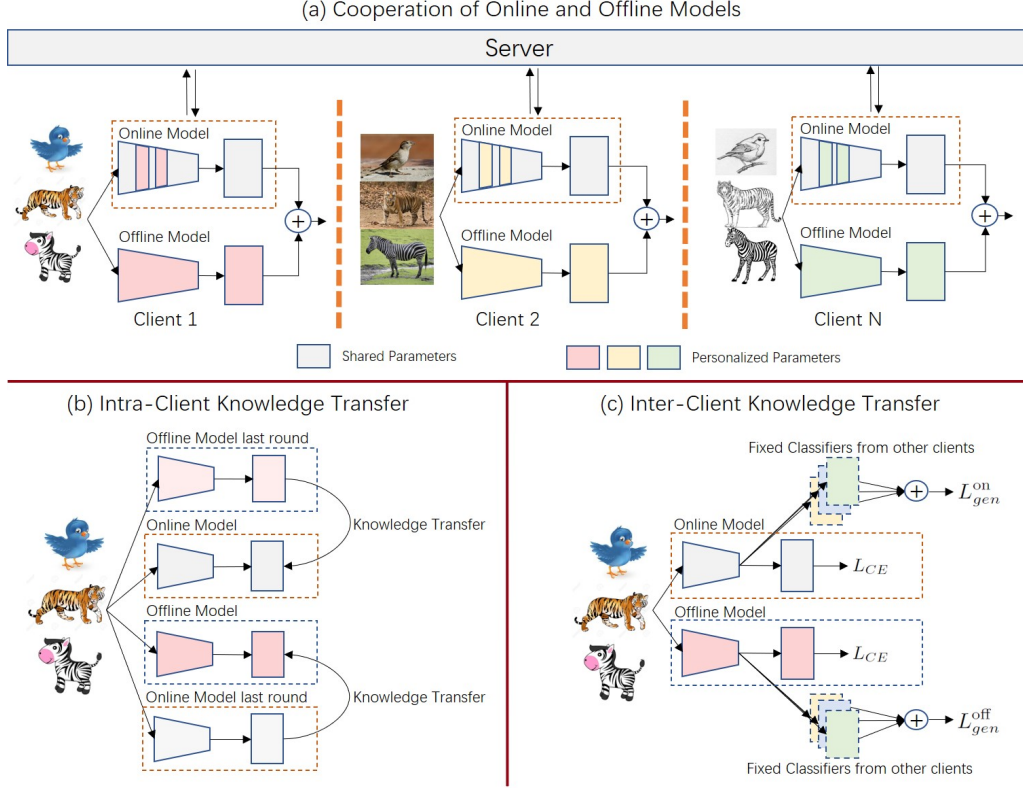 (a) Cooperation of Online and Offline Models
Server
Online Model
Offline Model
Client 1
Online Model
Offline Model
Client 2
Online Model
Offline Model
Client N
Shared Parameters
Personalized Parameters
(b) Intra-Client Knowledge Transfer
Offline Model last round
Online Model
Knowledge Transfer
Offline Model
Online Model last round
Knowledge Transfer
(c) Inter-Client Knowledge Transfer
Fixed Classifiers from other clients
L_{gen}^{on}
Online Model
L_{CE}
Offline Model
L_{CE}
L_{gen}^{off}
Fixed Classifiers from other clients